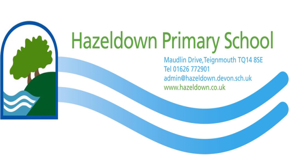 Hazeldown Primary School
Maudlin Drive, Teignmouth TQ14 8SE
Tel 01626 772901
admin@hazeldown.devon.sch.uk
www.hazeldown.co.uk